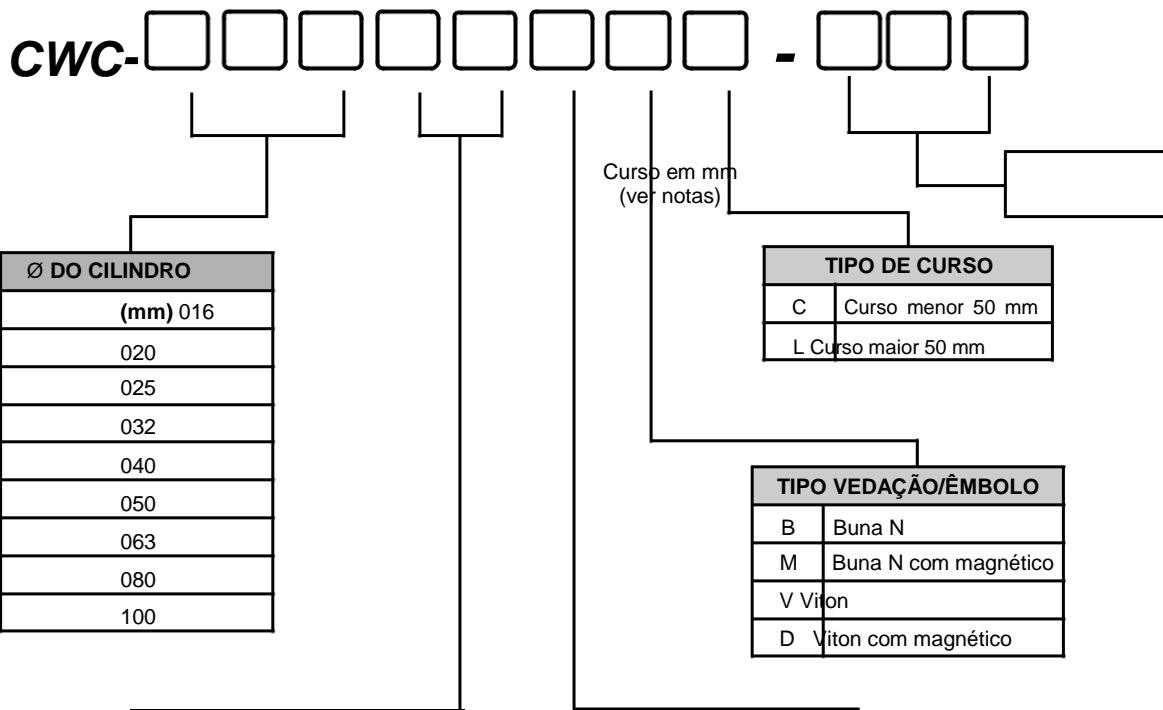 CWC- -
Curso em mm
(ver notas)
Ø DO CILINDRO
(mm) 016
020
025
032
040
050
063
080
100
TIPO DE CURSO
C Curso menor 50 mm
L Curso maior 50 mm
TIPO VEDAÇÃO/ÊMBOLO
B Buna N
M Buna N com magnético
V Viton
D Viton com magnético